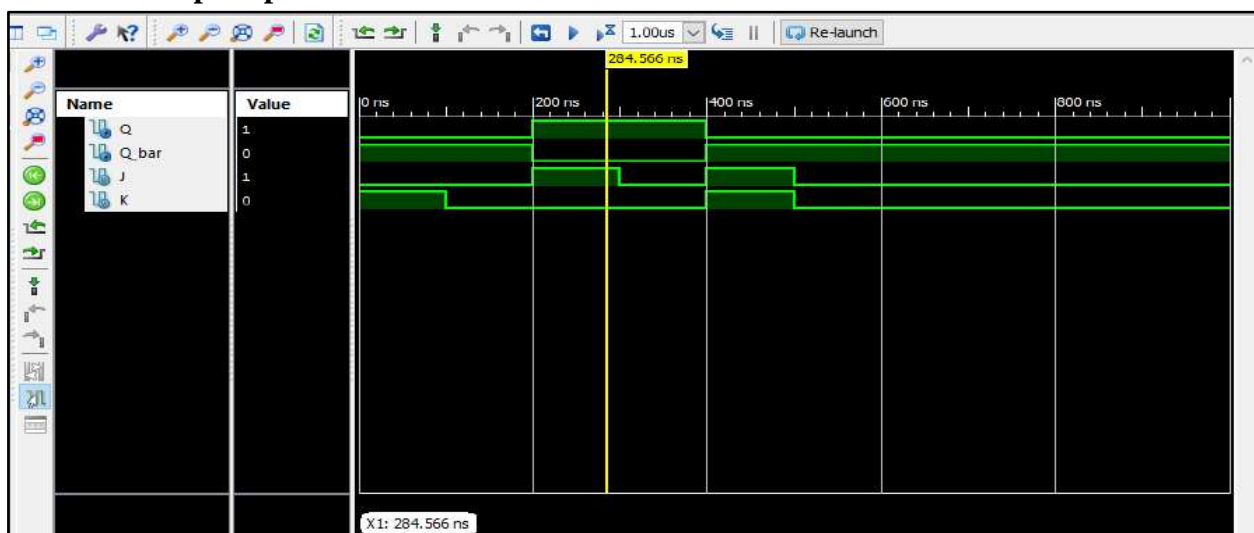 1.00us Re-launch
284.566 ns
Name Value 0 ns 200 ns 400 ns 600 ns 800 ns
Q 1
Q_bar 0
J 1
K 0
X1: 284.566 ns